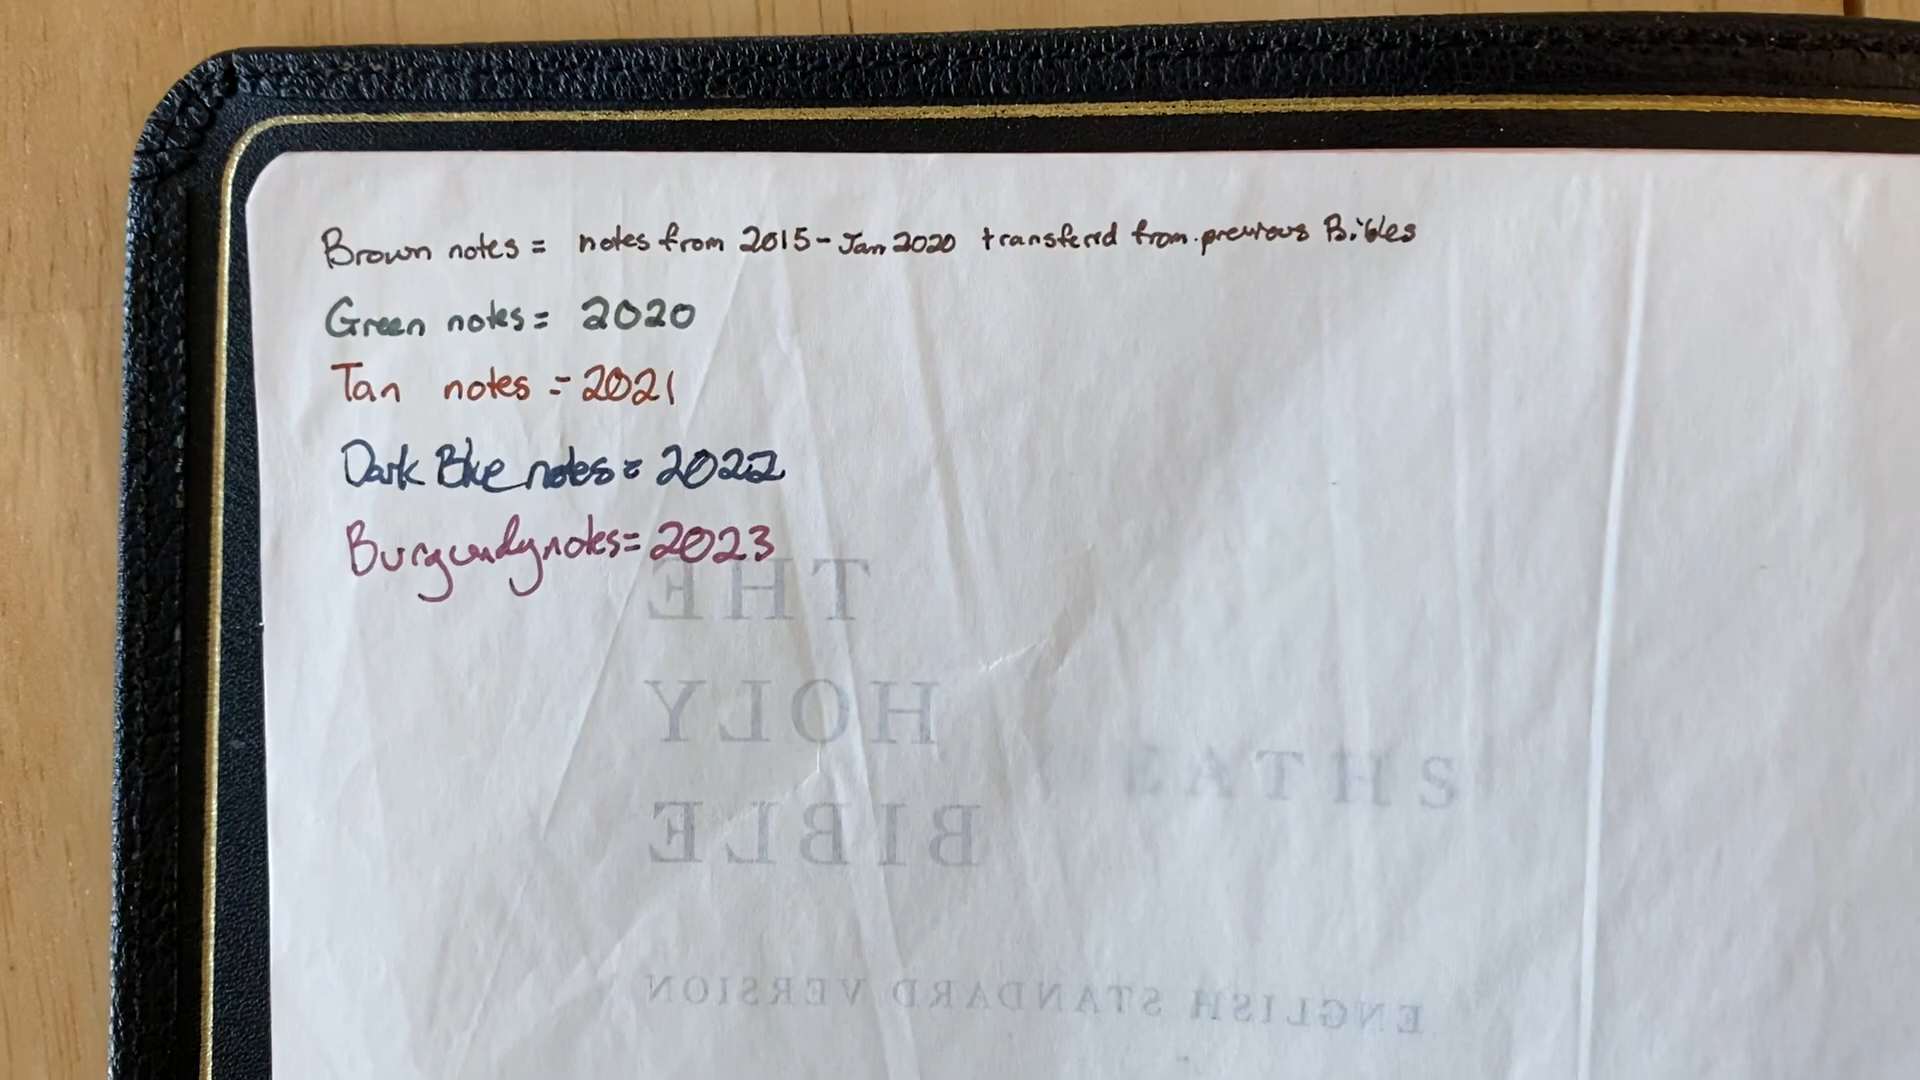 Brown notes = notes from 2015 - Jan 2020 transfered from previous Bibles
Green notes = 2020
Tan notes = 2021
Dark Blue notes = 2022
Burgundy notes = 2023
THE
HOLY
BIBLE
ENGLISH STANDARD VERSION